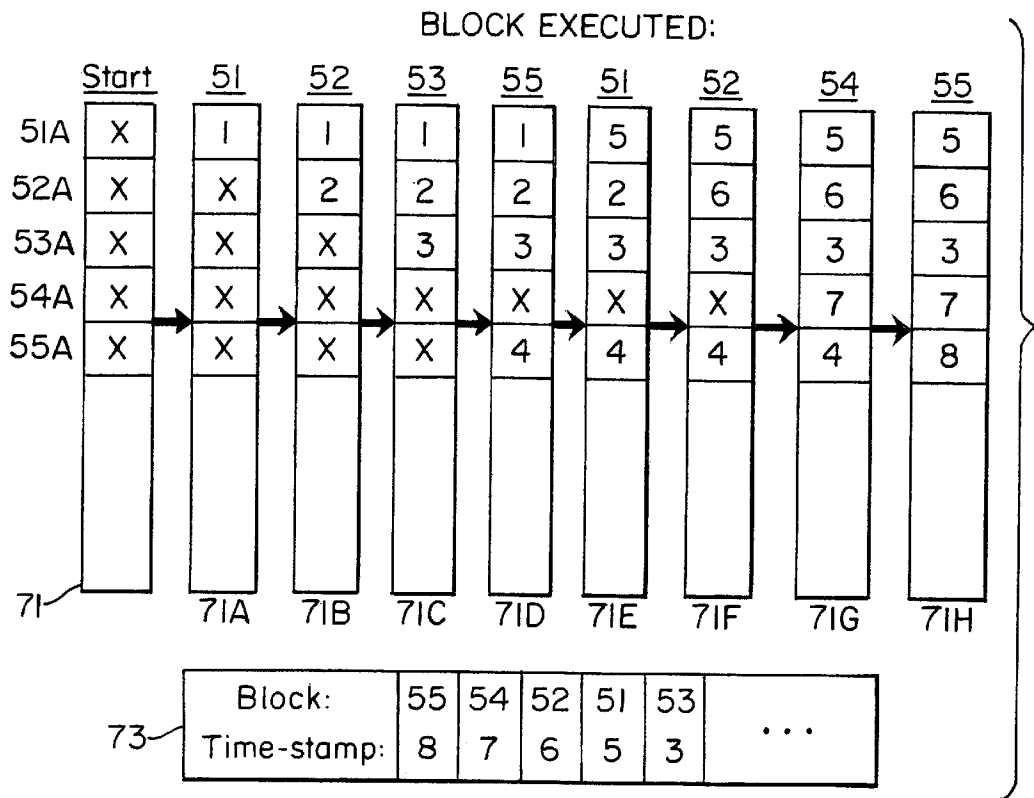 BLOCK EXECUTED:
Start 51 52 53 55 51 52 54 55
51A X 1 1 1 1 5 5 5 5
52A X X 2 2 2 2 6 6 6
53A X X X 3 3 3 3 3 3
54A X X X X X X X 7 7
55A X X X X 4 4 4 4 8
71 71A 71B 71C 71D 71E 71F 71G 71H
Block: 55 54 52 51 53
73 Time-stamp: 8 7 6 5 3 ...